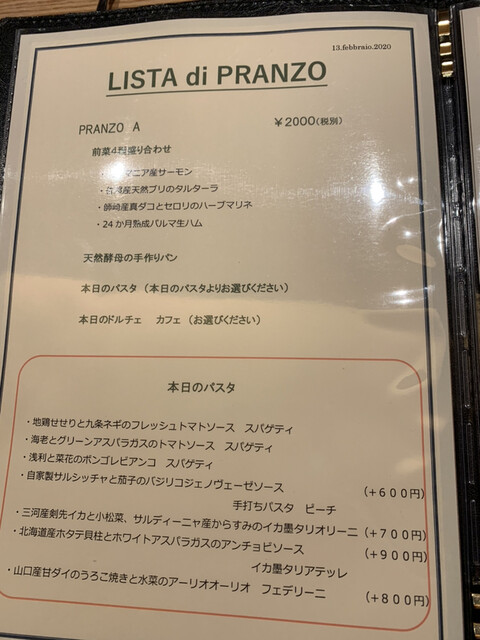 13.febbraio.2020
LISTA di PRANZO
PRANZO A ￥2000(税別)
前菜4種盛り合わせ
マニア産サーモン
・佐渡産天然ブリのタルターラ
・師崎産真ダコとセロリのハーブマリネ
・24か月熟成パルマ生ハム
天然酵母の手作りパン
本日のパスタ（本日のパスタよりお選びください）
本日のドルチェ カフェ（お選びください）
本日のパスタ
・地鶏せせりと九条ネギのフレッシュトマトソース スパゲティ
・海老とグリーンアスパラガスのトマトソース スパゲティ
・浅利と菜花のボンゴレビアンコ スパゲティ
・自家製サルシッチャと茄子のバジリコジェノヴェーゼソース (+600円)
手打ちパスタ ピーチ
・三河産剣先イカと小松菜、サルディーニャ産からすみのイカ墨タリオリーニ (+700円)
・北海道産ホタテ貝柱とホワイトアスパラガスのアンチョビソース (+900円)
イカ墨タリアテッレ
・山口産甘ダイのうろこ焼きと水菜のアーリオオーリオ フェデリーニ (+800円)